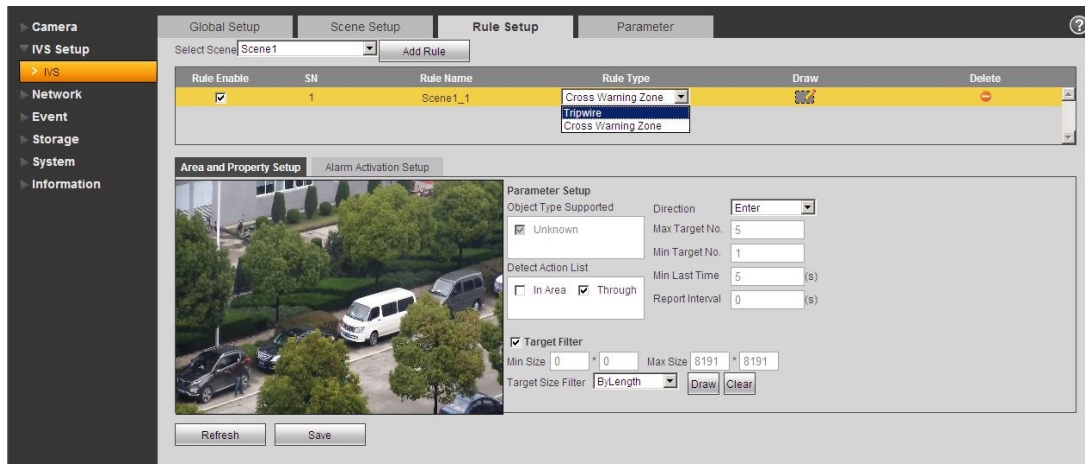 Camera
IVS Setup
> IVS
Network
Event
Storage
System
Information
Global Setup Scene Setup Rule Setup Parameter
?
Select Scene Scene1 Add Rule
Rule Enable SN Rule Name Rule Type Draw Delete
1 Scene1_1 Cross Warning Zone
Tripwire
Cross Warning Zone
Area and Property Setup Alarm Activation Setup
Parameter Setup
Object Type Supported Direction Enter
Unknown Max Target No. 5
Min Target No. 1
Detect Action List Min Last Time 5 (s)
In Area Through Report Interval 0 (s)
Target Filter
Min Size 0 * 0 Max Size 8191 * 8191
Target Size Filter ByLength Draw Clear
Refresh Save